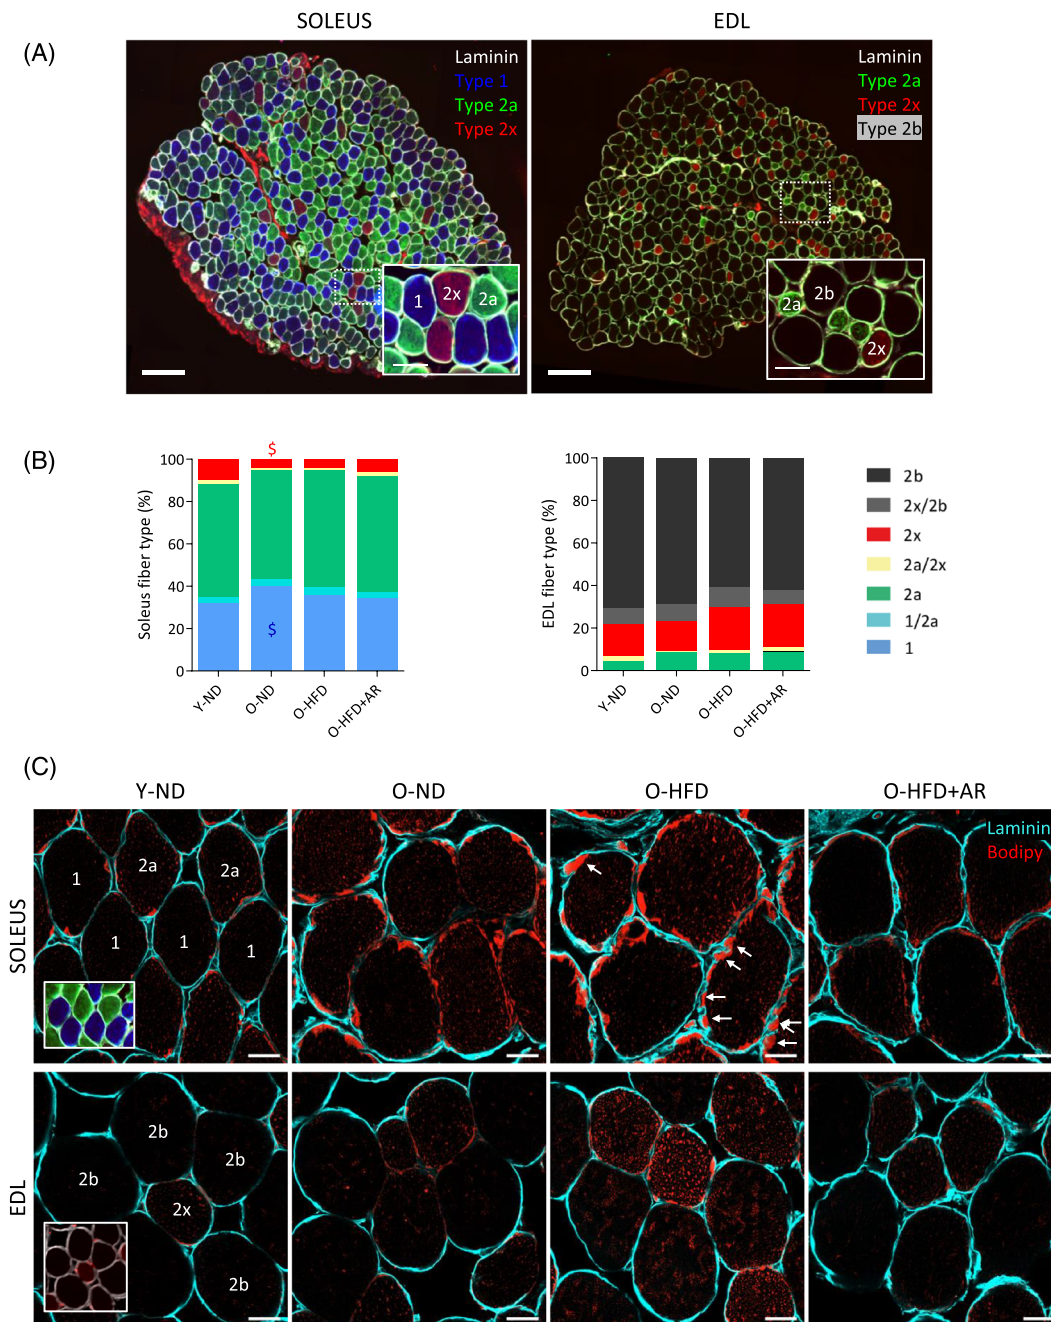 SOLEUS
EDL
(A)
Laminin
Type 1
Type 2a
Type 2x
1
2x
2a
Laminin
Type 2a
Type 2x
Type 2b
2a
2b
2x
(B)
Soleus fiber type (%)
100
80
60
40
20
0
$
$
Y-ND
O-ND
O-HFD
O-HFD+AR
EDL fiber type (%)
100
80
60
40
20
0
Y-ND
O-ND
O-HFD
O-HFD+AR
2b
2x/2b
2x
2a/2x
2a
1/2a
1
(C)
Y-ND
O-ND
O-HFD
O-HFD+AR
SOLEUS
1
2a
2a
1
1
1
Laminin
Bodipy
EDL
2b
2b
2b
2x
2b